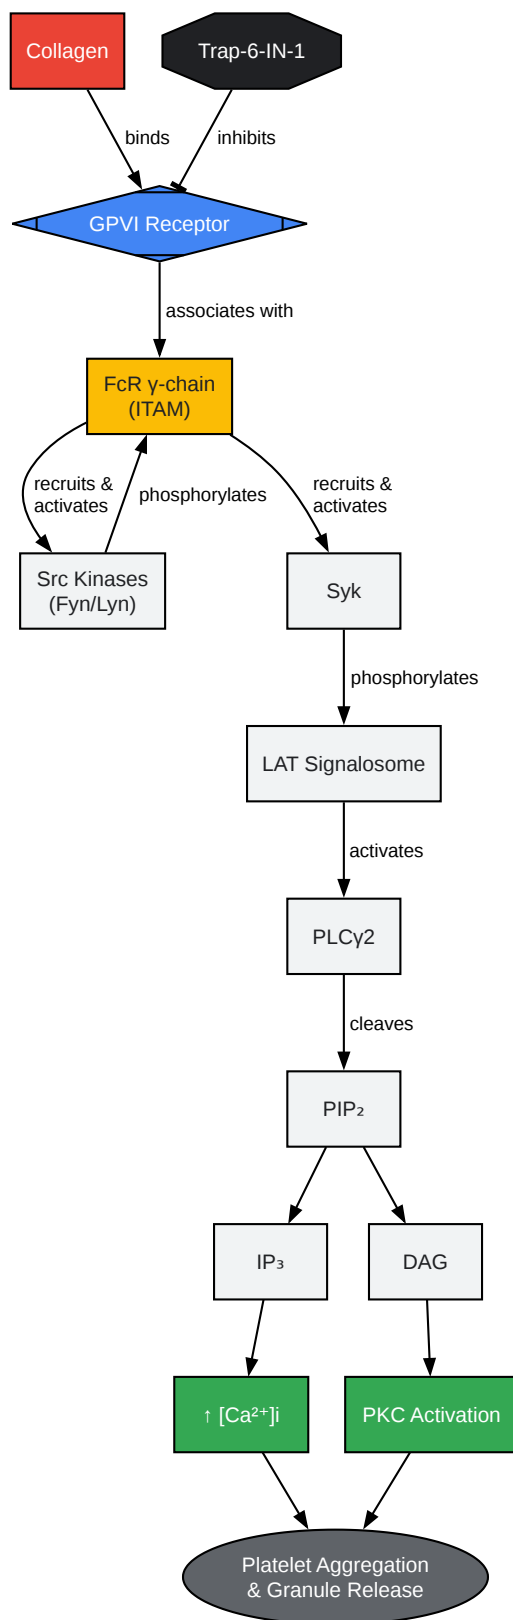 Collagen
Trap-6-IN-1
binds
inhibits
GPVI Receptor
associates with
FcR γ-chain
(ITAM)
recruits &
activates
phosphorylates
recruits &
activates
Src Kinases
(Fyn/Lyn)
Syk
phosphorylates
LAT Signalosome
activates
PLCγ2
cleaves
PIP₂
IP₃
DAG
↑ [Ca²⁺]i
PKC Activation
Platelet Aggregation
& Granule Release